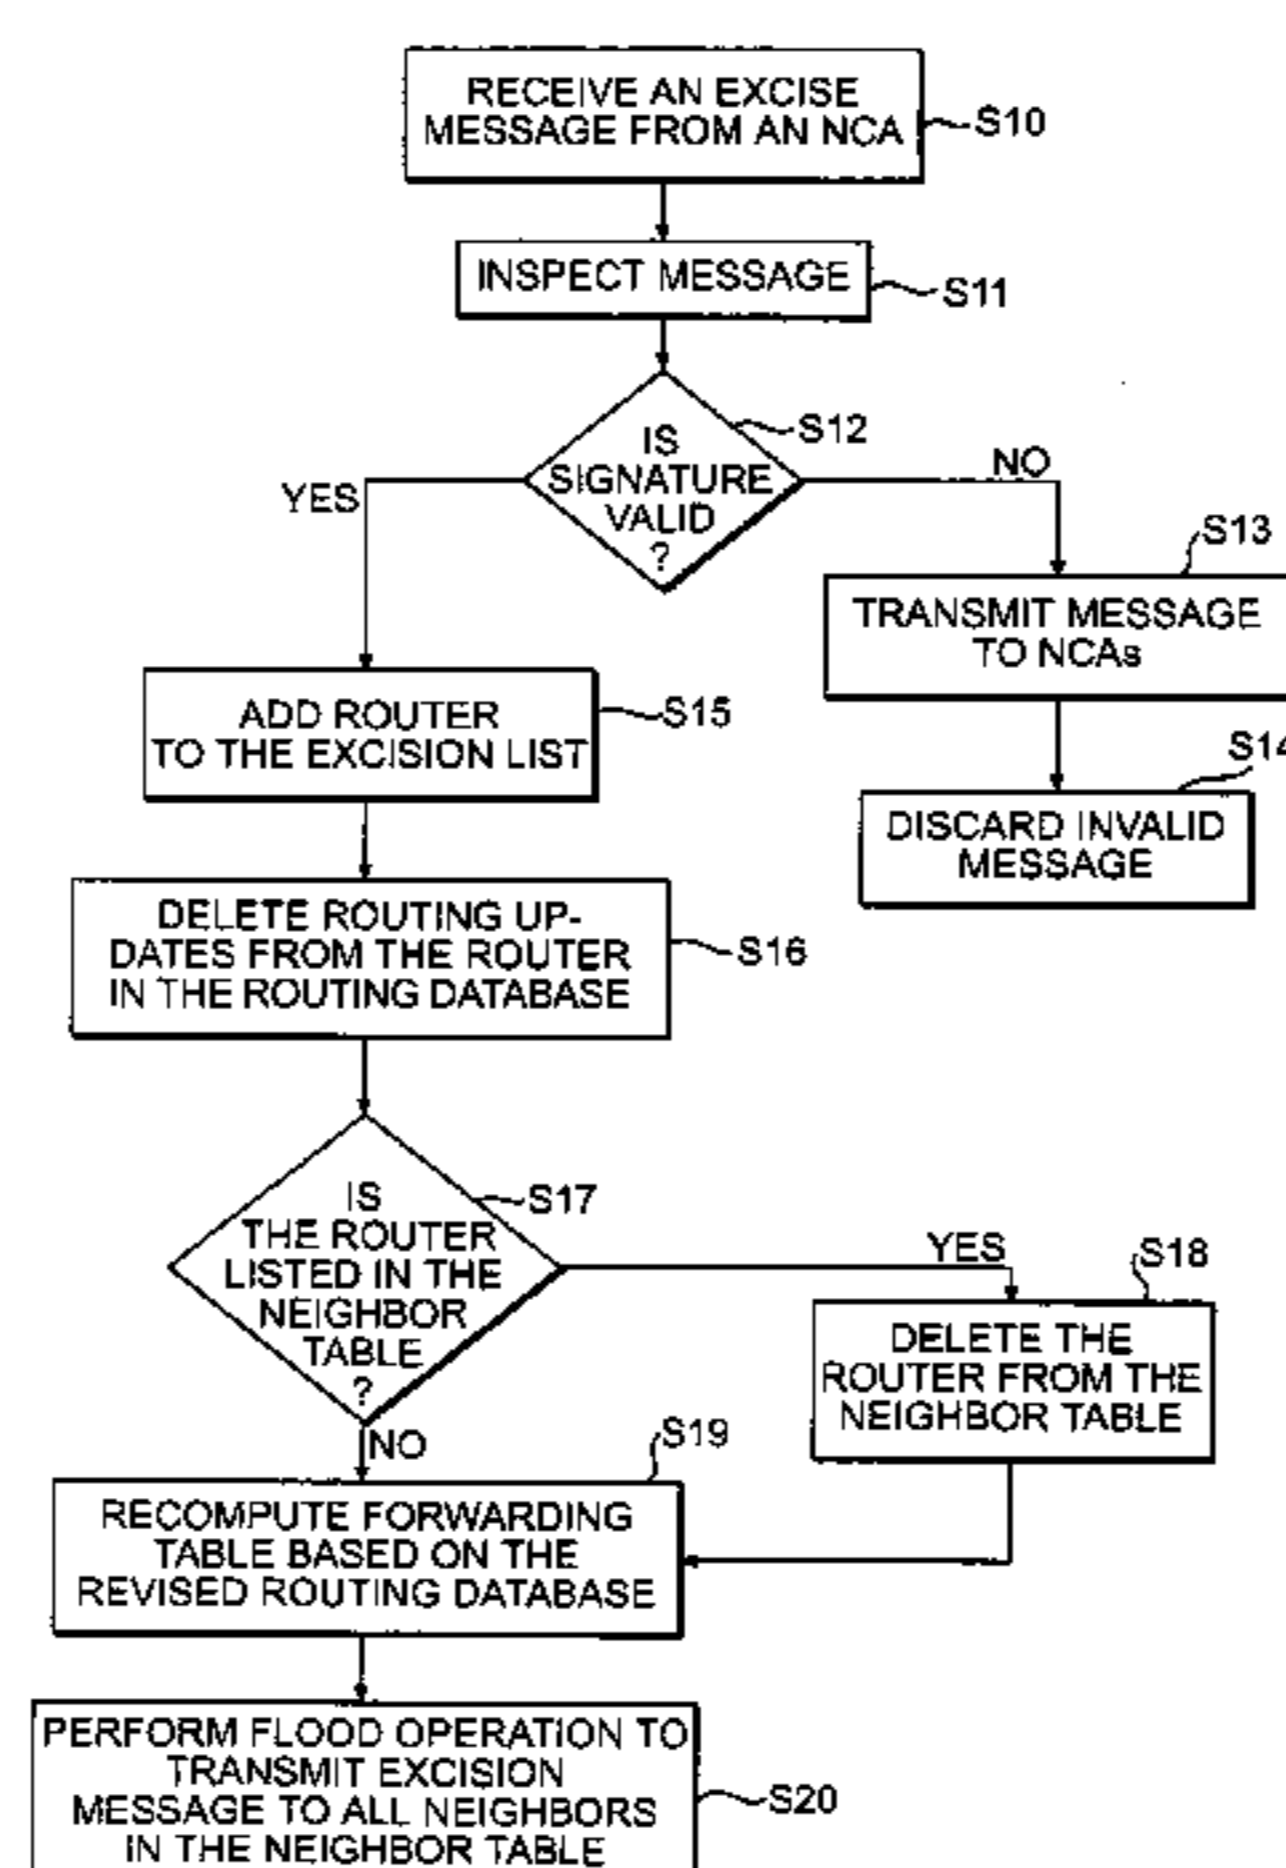 RECEIVE AN EXCISE
MESSAGE FROM AN NCA
S10
INSPECT MESSAGE
S11
IS
SIGNATURE
VALID
?
S12
YES
NO
S13
TRANSMIT MESSAGE
TO NCAs
ADD ROUTER
TO THE EXCISION LIST
S15
S14
DISCARD INVALID
MESSAGE
DELETE ROUTING UP-
DATES FROM THE ROUTER
IN THE ROUTING DATABASE
S16
IS
THE ROUTER
LISTED IN THE
NEIGHBOR
TABLE
?
S17
YES
S18
DELETE THE
ROUTER FROM THE
NEIGHBOR TABLE
NO
S19
RECOMPUTE FORWARDING
TABLE BASED ON THE
REVISED ROUTING DATABASE
PERFORM FLOOD OPERATION TO
TRANSMIT EXCISION
MESSAGE TO ALL NEIGHBORS
IN THE NEIGHBOR TABLE
S20